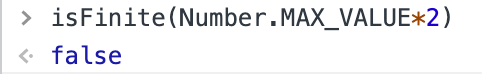 > isFinite(Number.MAX_VALUE*2)
< false